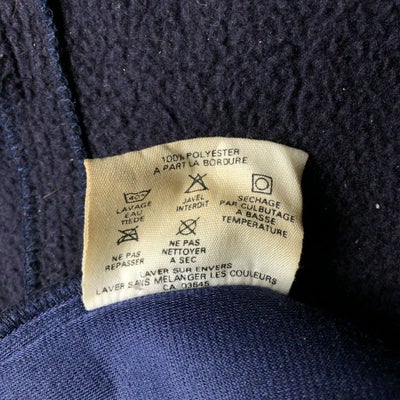 100% POLYESTER
A PART LA BORDURE
40°
LAVAGE
EAU
TIEDE
JAVEL
INTERDIT
SECHAGE
PAR CULBUTAGE
A BASSE
TEMPERATURE
NE PAS
REPASSER
NE PAS
NETTOYER
A SEC
LAVER SUR ENVERS
LAVER SANS MELANGER LES COULEURS
CA 03645